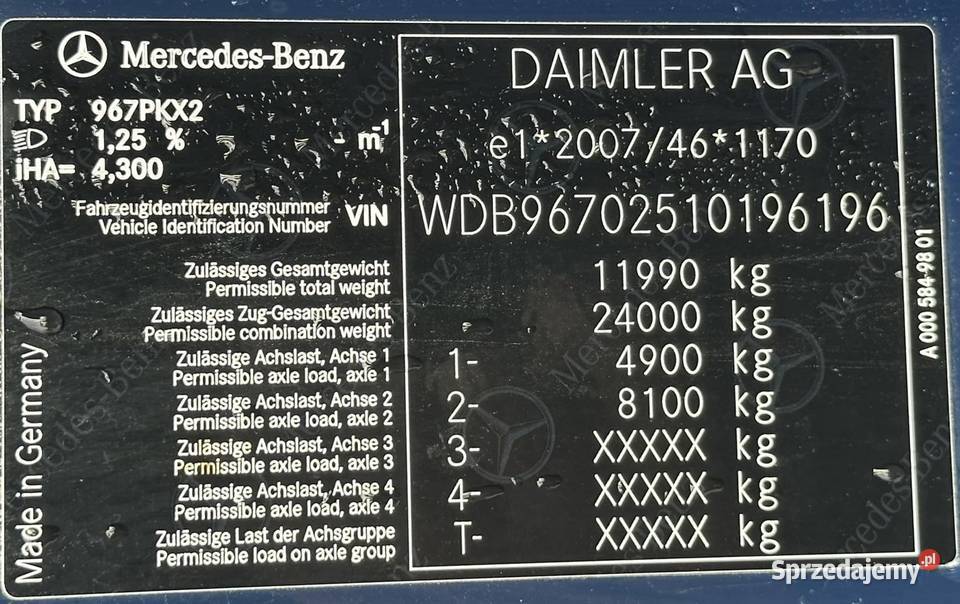 Mercedes-Benz
DAIMLER AG
TYP 967PKX2
1,25 % - m-1
iHA= 4,300
e1*2007/46*1170
Fahrzeugidentifizierungsnummer
Vehicle Identification Number
VIN WDB96702510196196
Zulässiges Gesamtgewicht
Permissible total weight
11990 kg
Zulässiges Zug-Gesamtgewicht
Permissible combination weight
- 24000 kg
Zulässige Achslast, Achse 1
Permissible axle load, axle 1
1- 4900 kg
Zulässige Achslast, Achse 2
Permissible axle load, axle 2
2- 8100 kg
Zulässige Achslast, Achse 3
Permissible axle load, axle 3
3- XXXXX kg
Zulässige Achslast, Achse 4
Permissible axle load, axle 4
4- XXXXX kg
Zulässige Last der Achsgruppe
Permissible load on axle group
T- XXXXX kg
Made in Germany
A 000 584-98 01
Sprzedajemy.pl